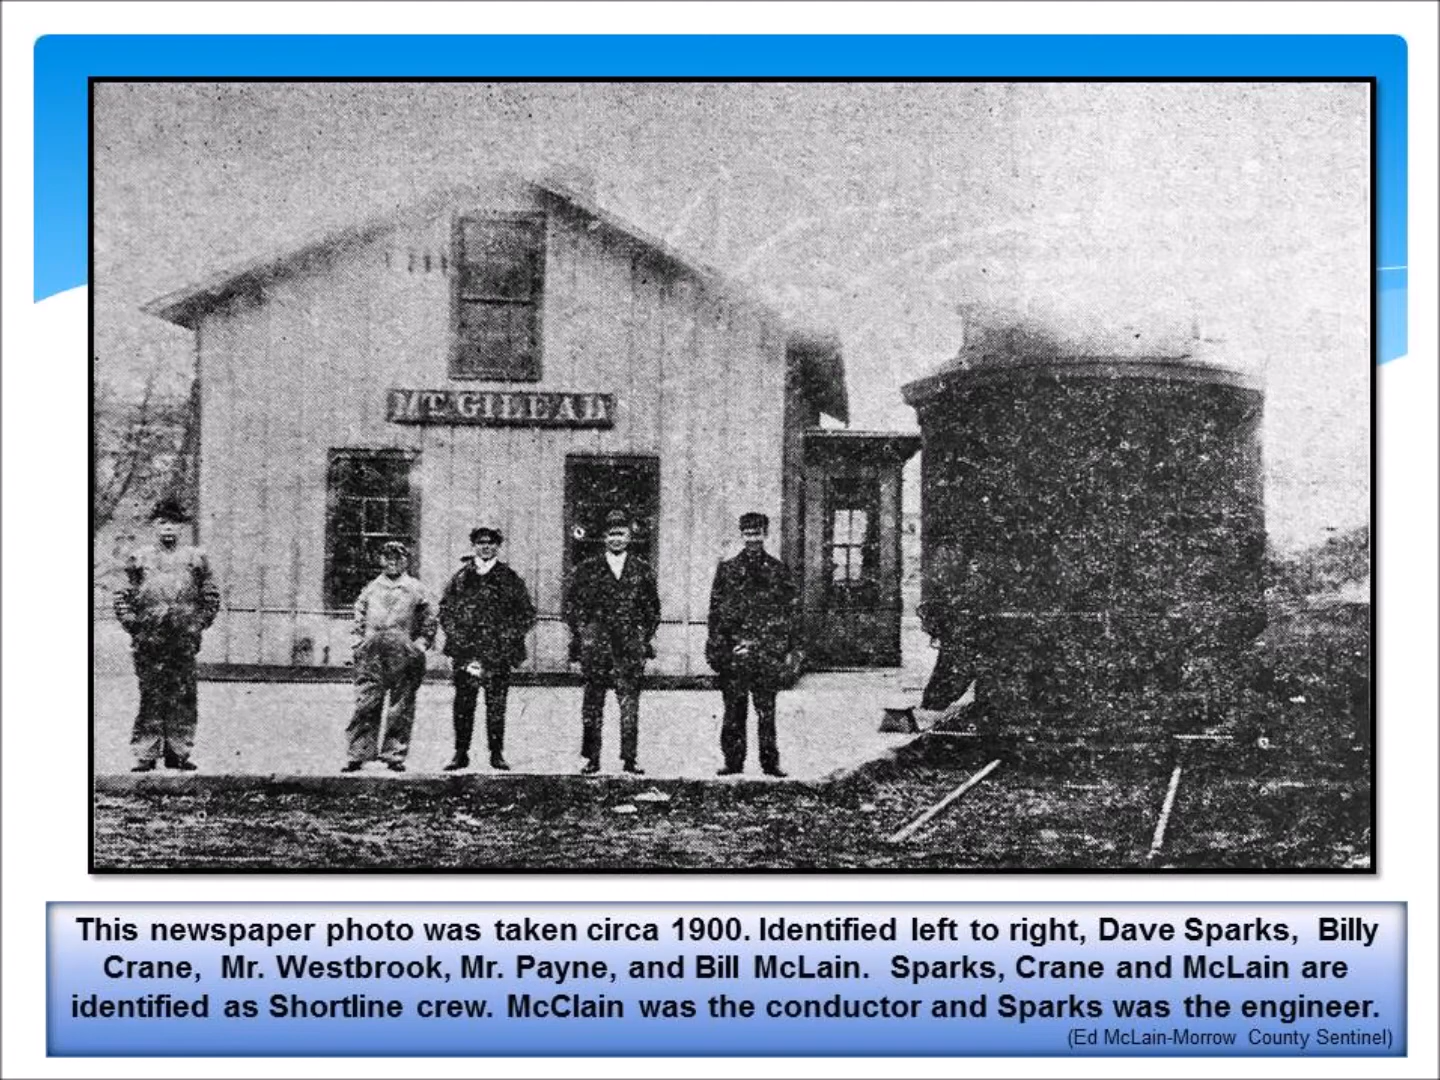 MT. GILEAD
This newspaper photo was taken circa 1900. Identified left to right, Dave Sparks, Billy
Crane, Mr. Westbrook, Mr. Payne, and Bill McLain. Sparks, Crane and McLain are
identified as Shortline crew. McClain was the conductor and Sparks was the engineer.
(Ed McLain-Morrow County Sentinel)